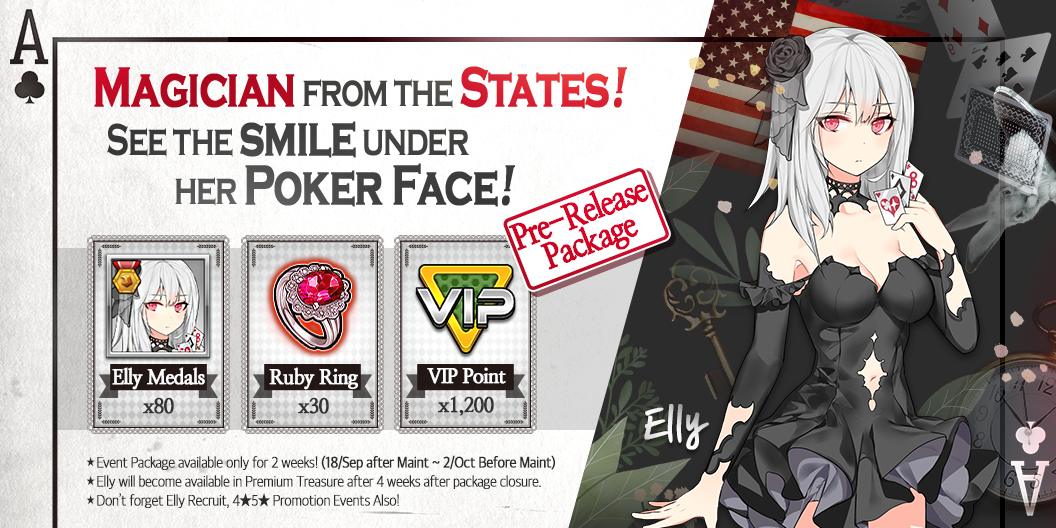 A
MAGICIAN FROM THE STATES!
SEE THE SMILE UNDER
HER POKER FACE!
Pre-Release
Package
VIP
Elly Medals
x80
Ruby Ring
x30
VIP Point
x1,200
★Event Package available only for 2 weeks! (18/Sep after Maint ~ 2/Oct Before Maint)
★Elly will become available in Premium Treasure after 4 weeks after package closure.
★Don't forget Elly Recruit, 4★5★ Promotion Events Also!
Elly
A